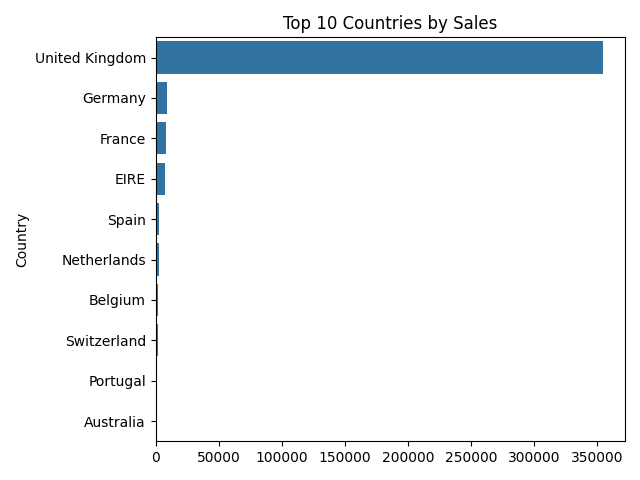 Top 10 Countries by Sales
Country
United Kingdom
Germany
France
EIRE
Spain
Netherlands
Belgium
Switzerland
Portugal
Australia
0 50000 100000 150000 200000 250000 300000 350000